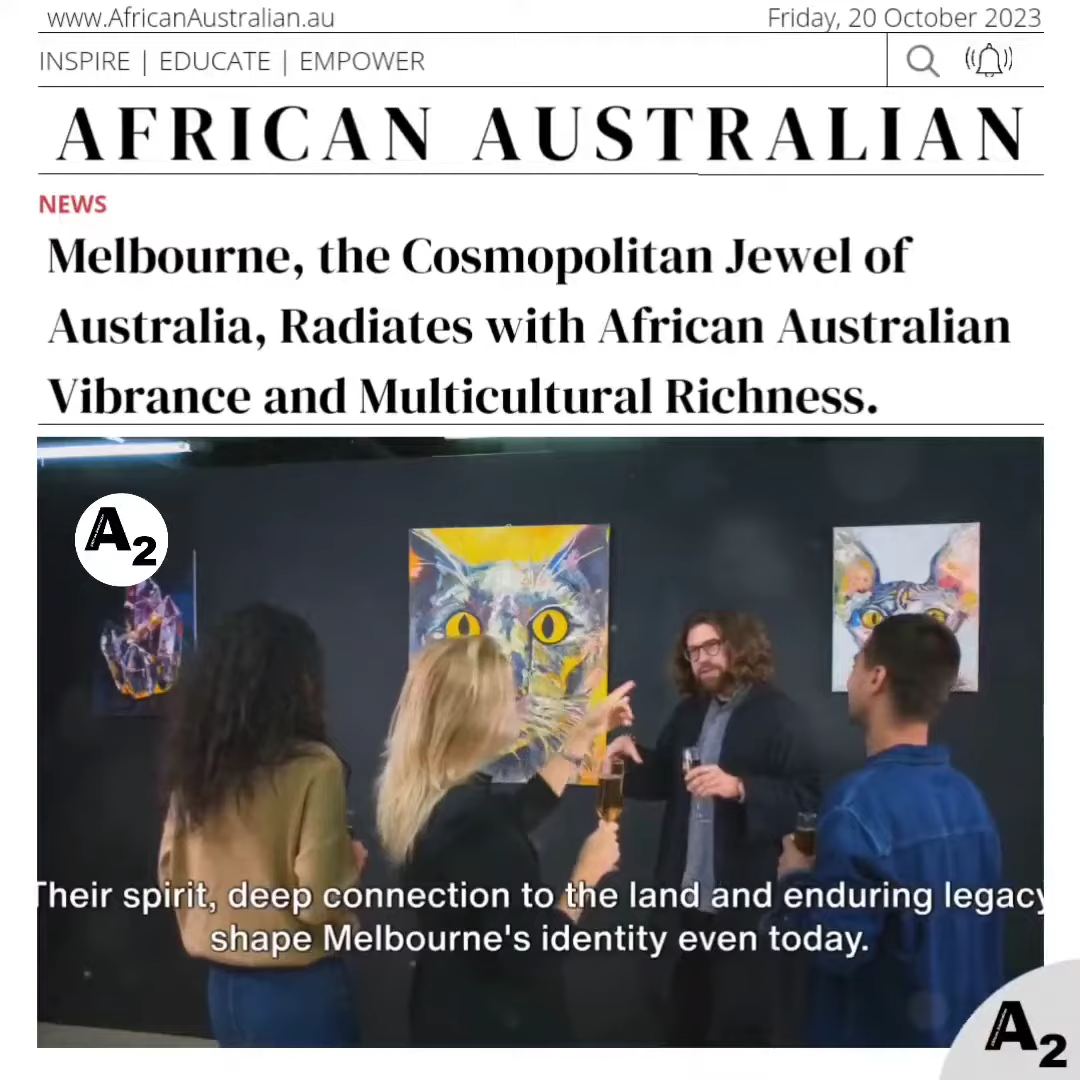 www.AfricanAustralian.au
Friday, 20 October 2023
INSPIRE | EDUCATE | EMPOWER
AFRICAN AUSTRALIAN
NEWS
Melbourne, the Cosmopolitan Jewel of
Australia, Radiates with African Australian
Vibrance and Multicultural Richness.
A2
Their spirit, deep connection to the land and enduring legacy
shape Melbourne's identity even today.
A2